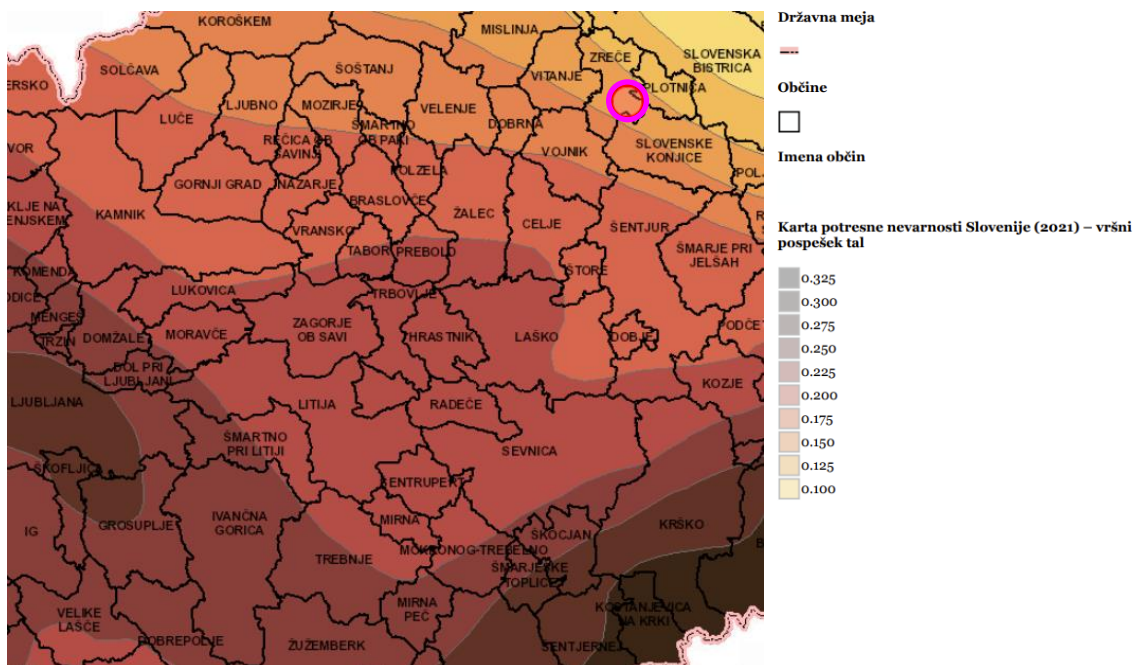 KOROŠKEM
MISLINJA
ZREČE
SLOVENSKA
BISTRICA
SOLČAVA
ŠOŠTANJ
VITANJE
PLOTNICA
ERSKO
LJUBNO
MOZIRJE
VELENJE
LUČE
ŠMARTNO
OB PAKI
DOBRNA
REČICA OB
SAVINJI
VOJNIK
SLOVENSKE
KONJICE
VOR
POLJ
GORNJI GRAD
NAZARJE
POLZELA
BRASLOVČE
KLJE NA
ENJSKEM
KAMNIK
ŽALEC
CELJE
ŠENTJUR
VRANSKO
TABOR
PREBOLD
ŠMARJE PRI
JELŠAH
KOMENDA
ŠTORE
LUKOVICA
TRBOVLJE
ODICE
MENGEŠ
TRZIN
DOMŽALE
MORAVČE
ZAGORJE
OB SAVI
HRASTNIK
LAŠKO
DOBJE
PODČET
DOL PRI
LJUBLJANI
KOZJE
LJUBLJANA
LITIJA
RADEČE
ŠMARTNO
PRI LITIJI
SEVNICA
ŠKOFLJICA
ŠENTRUPERT
IG
GROSUPLJE
IVANČNA
GORICA
MIRNA
KRŠKO
ŠKOCJAN
TREBNJE
MOKRONOG-TREBELNO
ŠMARJEŠKE
TOPLICE
VELIKE
LAŠČE
MIRNA
PEČ
KOSTANJEVICA
NA KRKI
DOBREPOLJE
ŽUŽEMBERK
ŠENTJERNEJ
Državna meja
Občine
Imena občin
Karta potresne nevarnosti Slovenije (2021) – vršni
pospešek tal
0.325
0.300
0.275
0.250
0.225
0.200
0.175
0.150
0.125
0.100